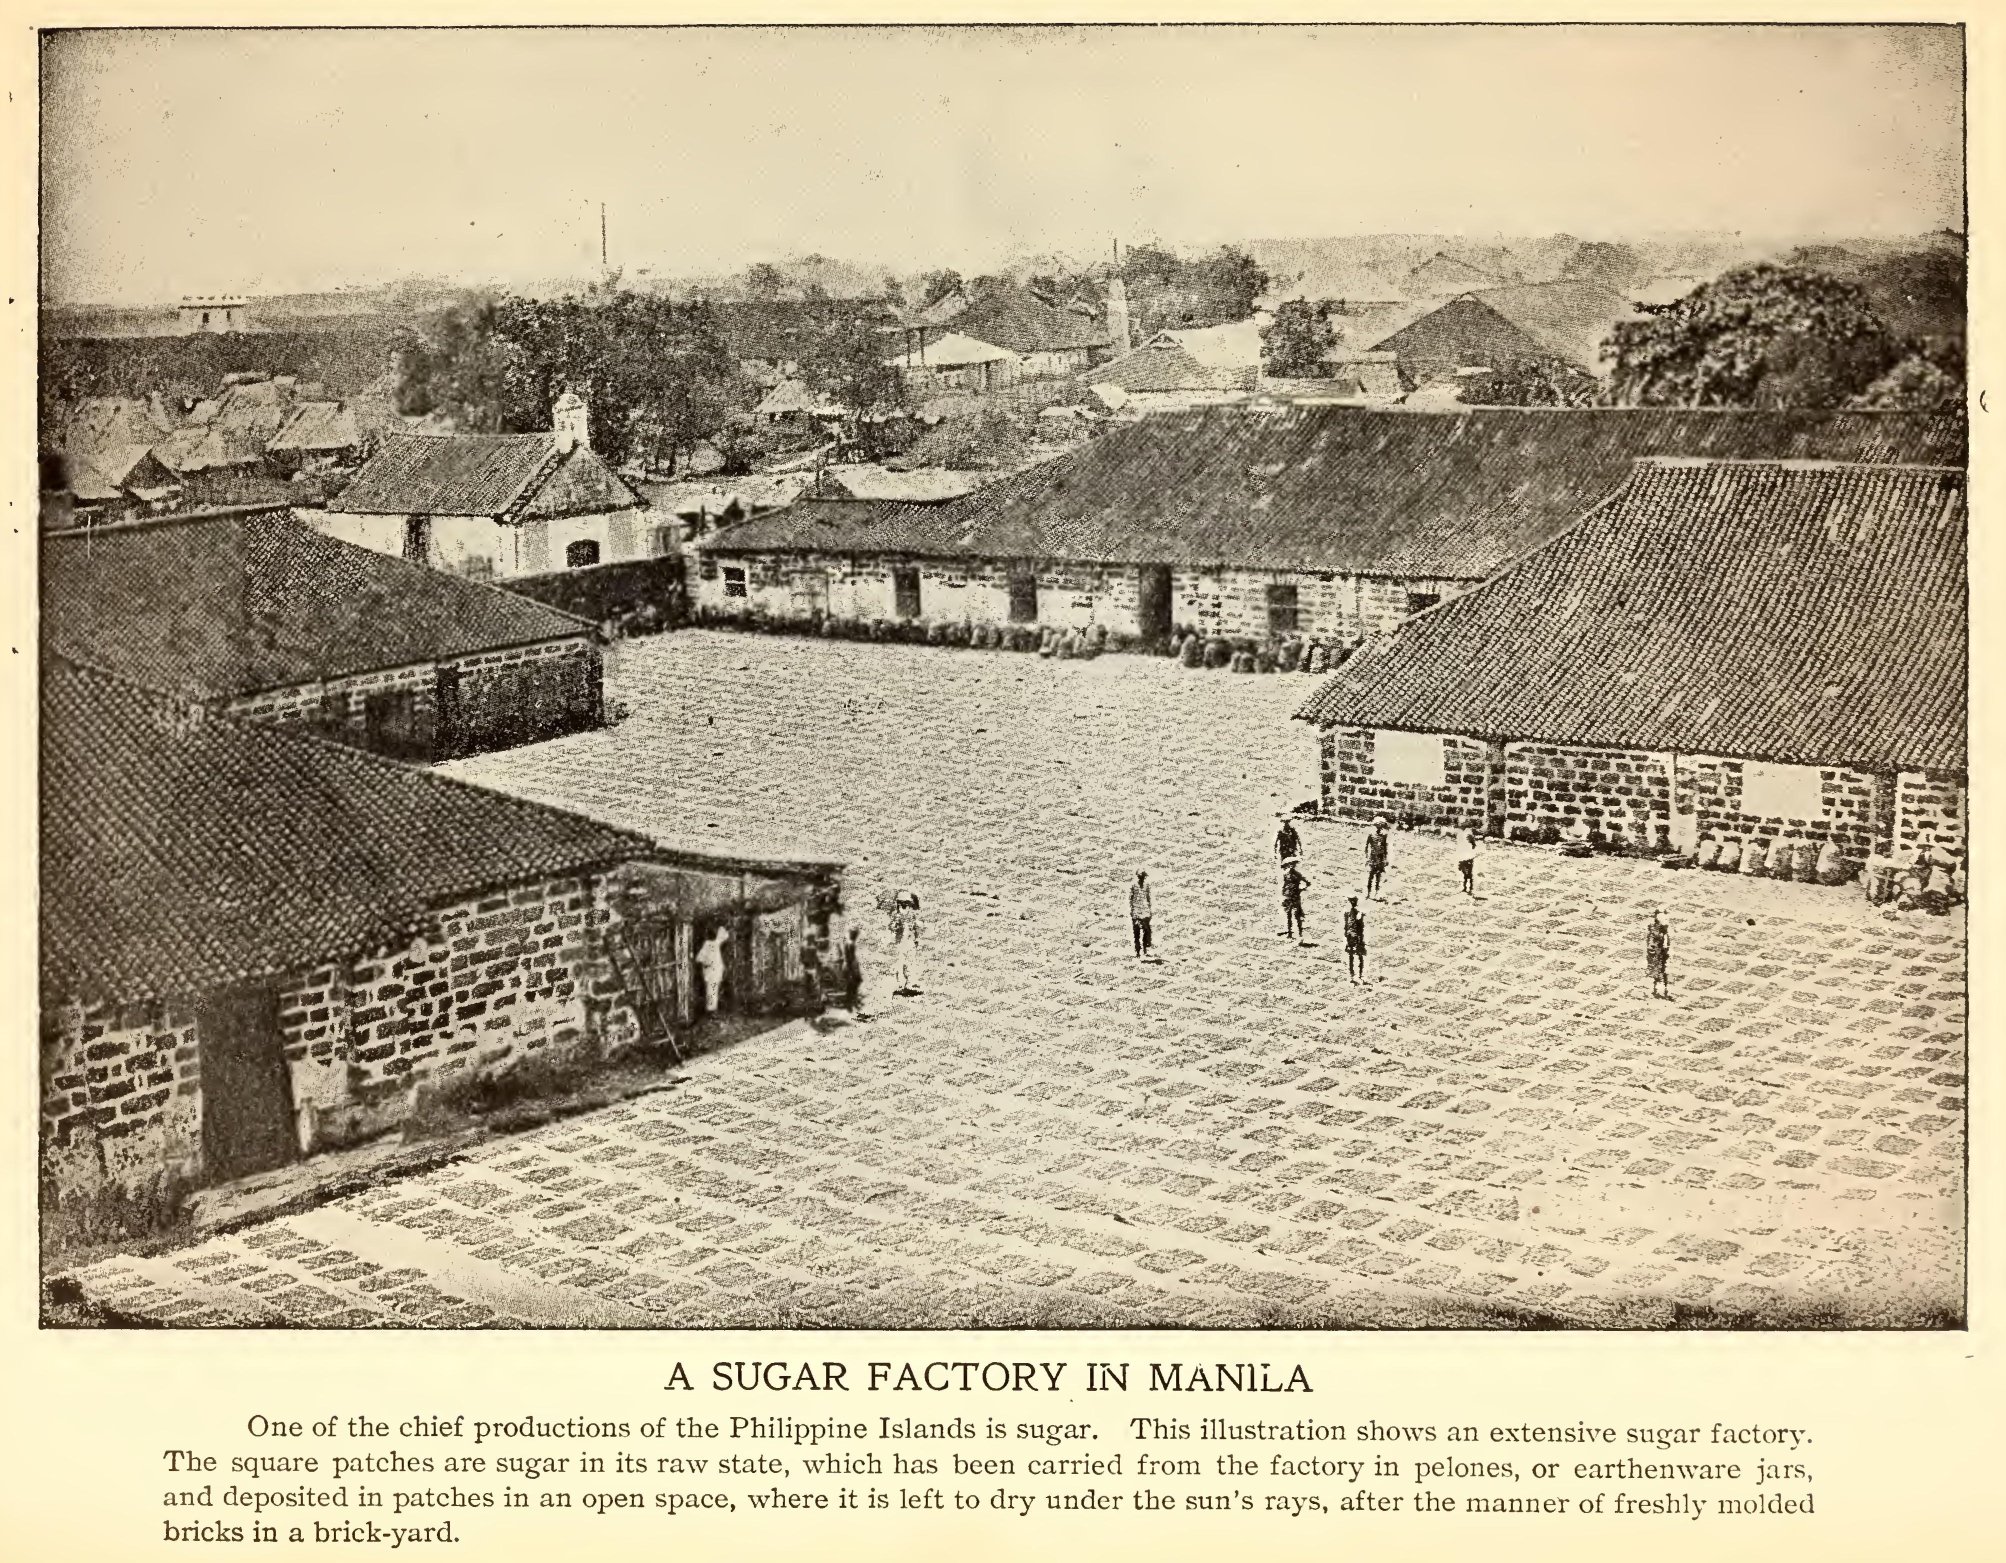 A SUGAR FACTORY IN MANILA
One of the chief productions of the Philippine Islands is sugar. This illustration shows an extensive sugar factory.
The square patches are sugar in its raw state, which has been carried from the factory in pelones, or earthenware jars,
and deposited in patches in an open space, where it is left to dry under the sun's rays, after the manner of freshly molded
bricks in a brick-yard.